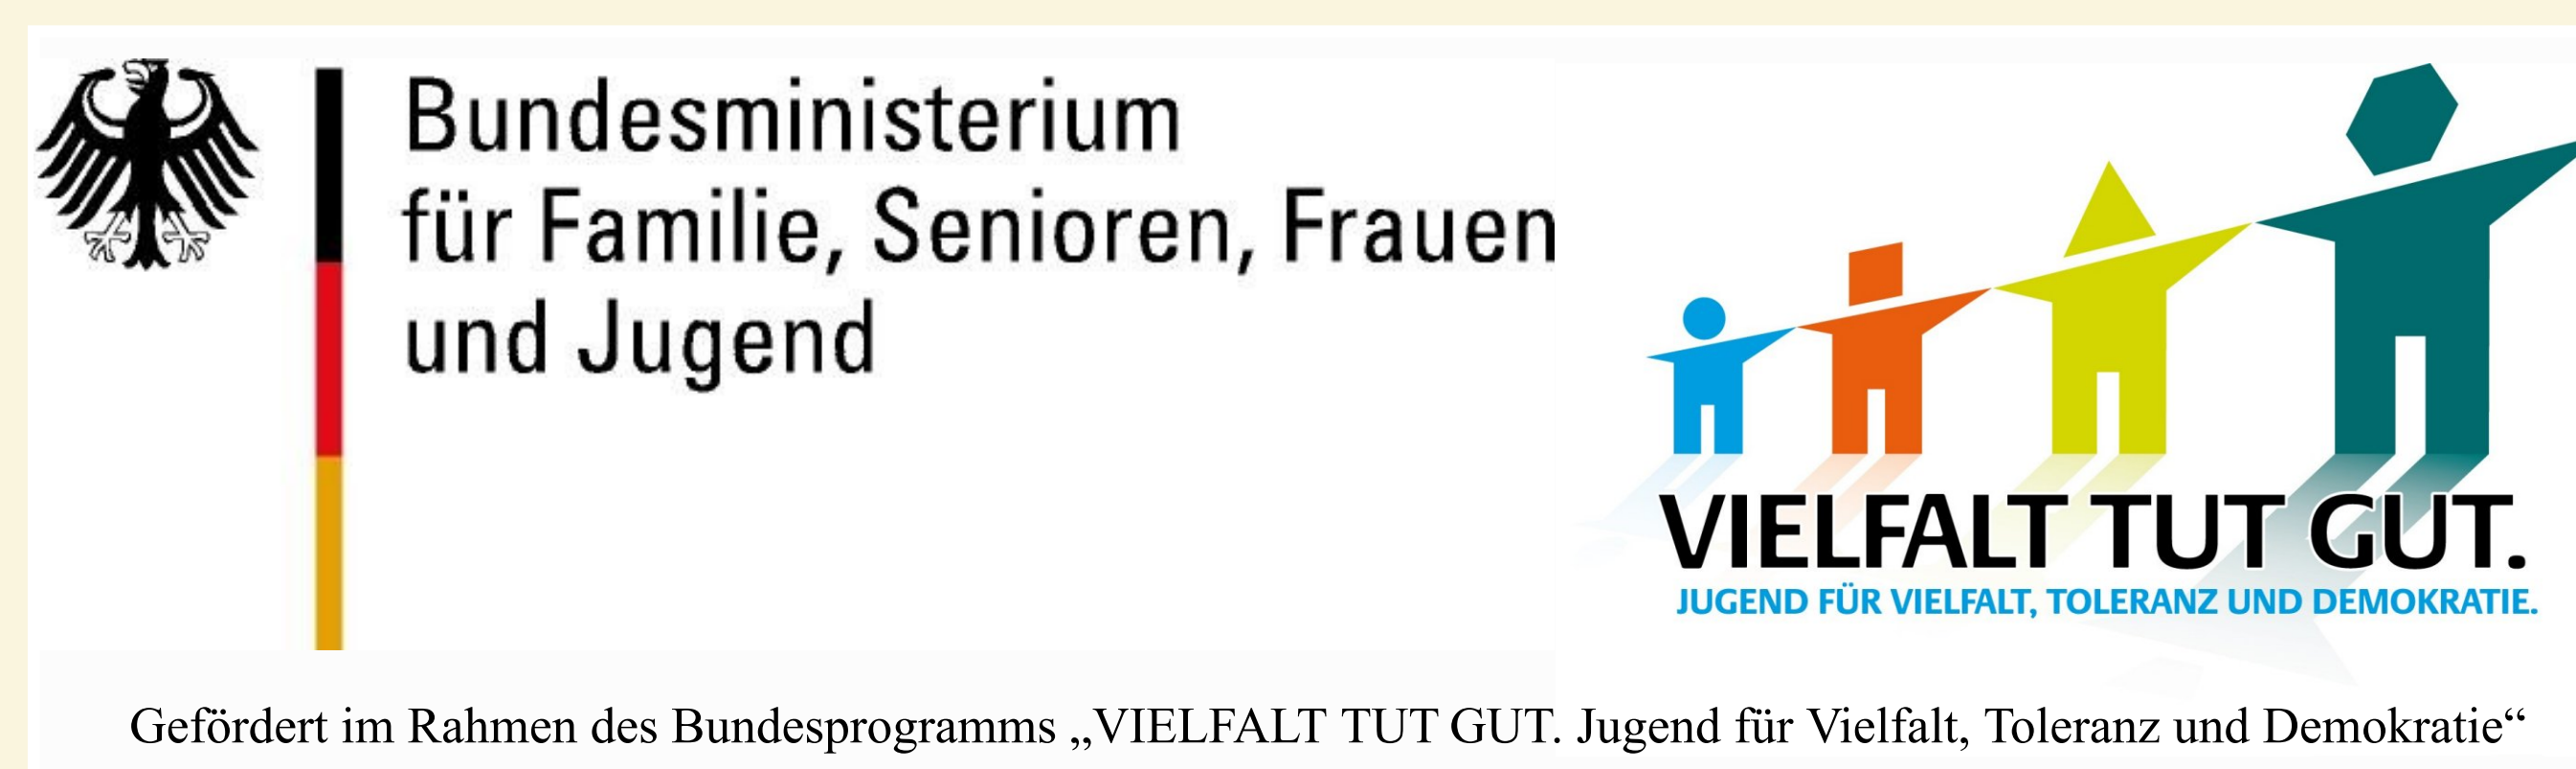 Bundesministerium
für Familie, Senioren, Frauen
und Jugend
VIELFALT TUT GUT.
JUGEND FÜR VIELFALT, TOLERANZ UND DEMOKRATIE.
Gefördert im Rahmen des Bundesprogramms „VIELFALT TUT GUT. Jugend für Vielfalt, Toleranz und Demokratie“